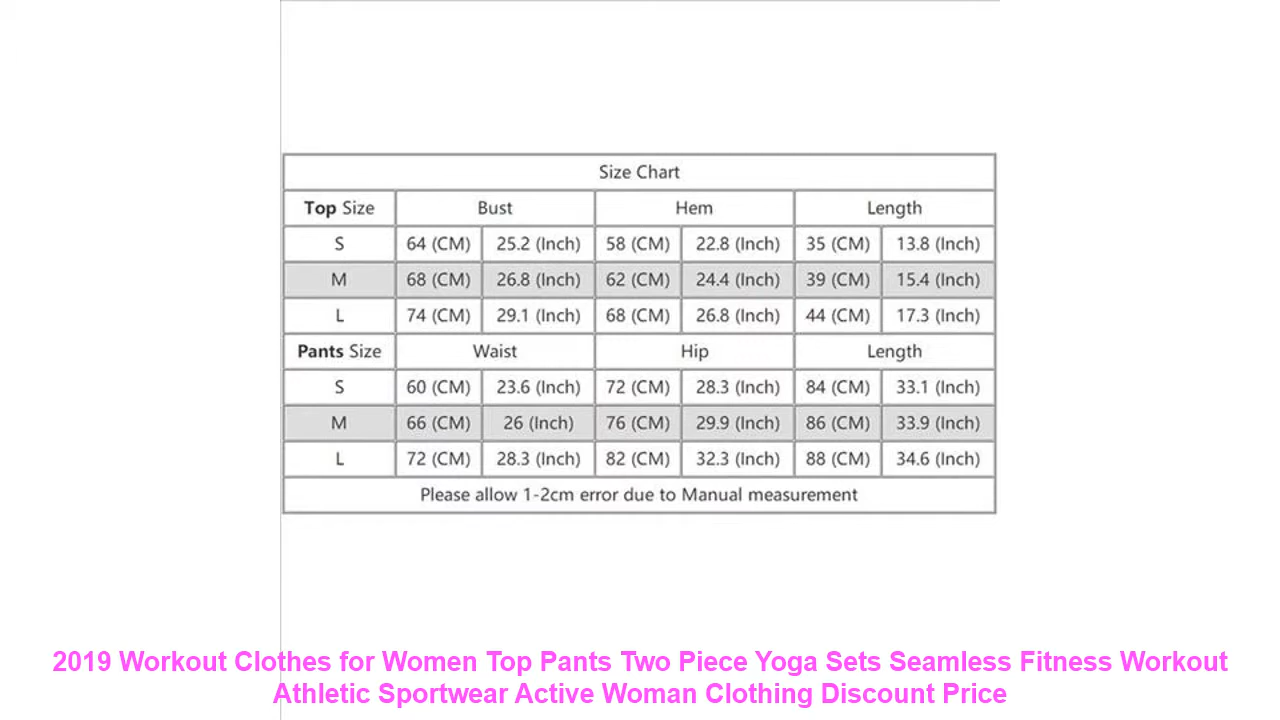 Size Chart
Top Size Bust Hem Length
S 64 (CM) 25.2 (Inch) 58 (CM) 22.8 (Inch) 35 (CM) 13.8 (Inch)
M 68 (CM) 26.8 (Inch) 62 (CM) 24.4 (Inch) 39 (CM) 15.4 (Inch)
L 74 (CM) 29.1 (Inch) 68 (CM) 26.8 (Inch) 44 (CM) 17.3 (Inch)
Pants Size Waist Hip Length
S 60 (CM) 23.6 (Inch) 72 (CM) 28.3 (Inch) 84 (CM) 33.1 (Inch)
M 66 (CM) 26 (Inch) 76 (CM) 29.9 (Inch) 86 (CM) 33.9 (Inch)
L 72 (CM) 28.3 (Inch) 82 (CM) 32.3 (Inch) 88 (CM) 34.6 (Inch)
Please allow 1-2cm error due to Manual measurement
2019 Workout Clothes for Women Top Pants Two Piece Yoga Sets Seamless Fitness Workout
Athletic Sportwear Active Woman Clothing Discount Price